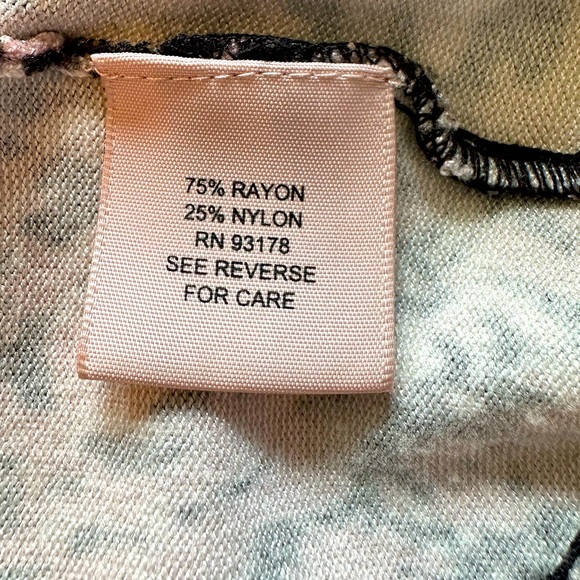 75% RAYON
25% NYLON
RN 93178
SEE REVERSE
FOR CARE